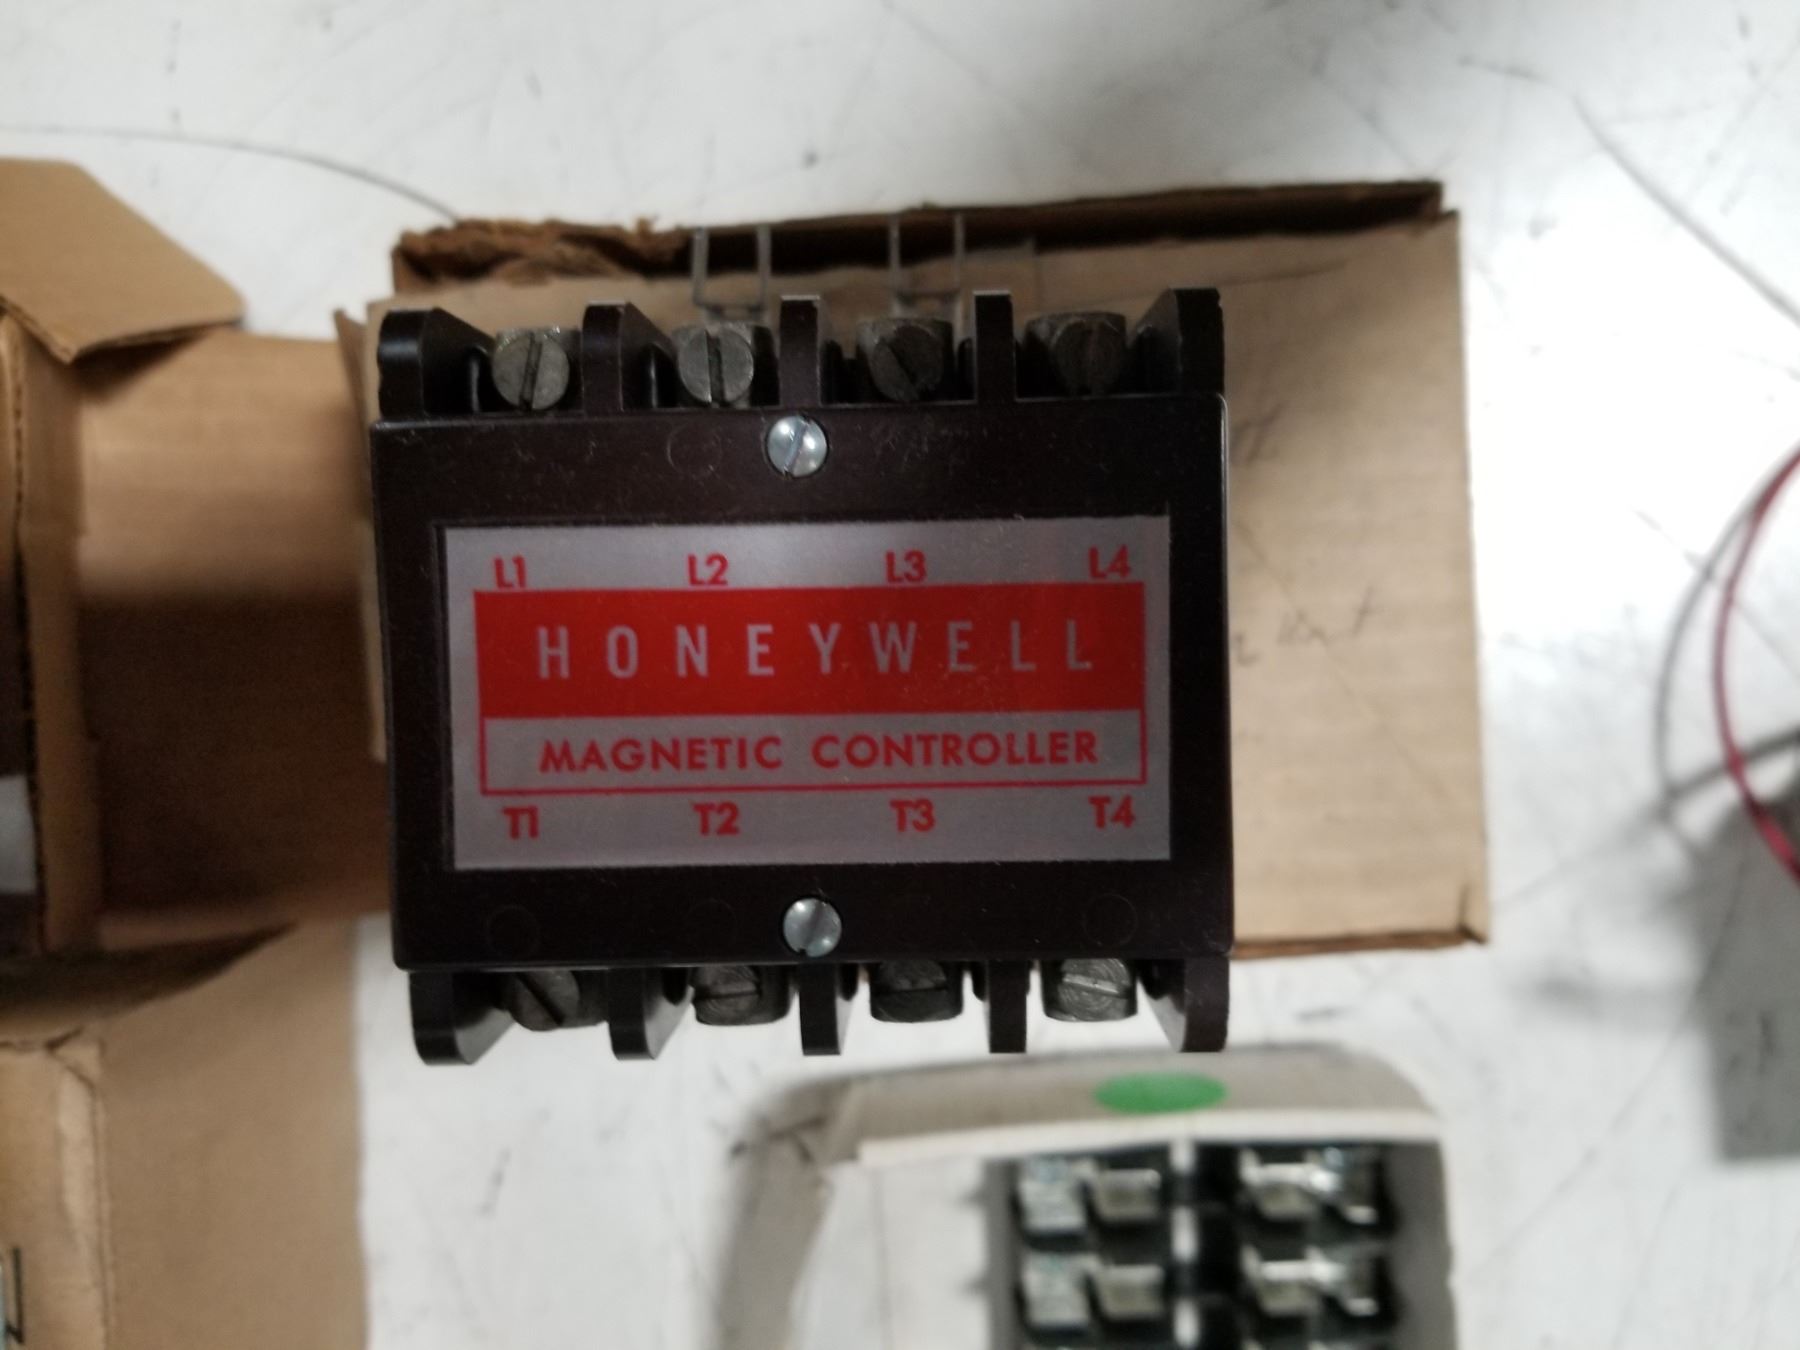 L1 L2 L3 L4
HONEYWELL
MAGNETIC CONTROLLER
T1 T2 T3 T4